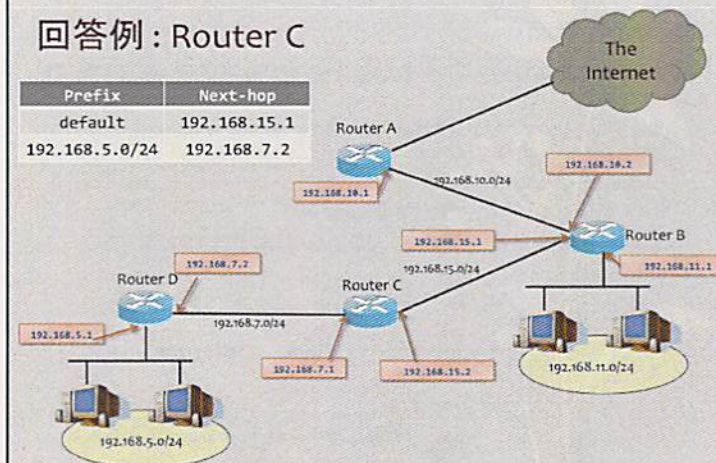 回答例 : Router C
Prefix Next-hop
default 192.168.15.1
192.168.5.0/24 192.168.7.2
The
Internet
Router A
192.168.10.2
192.168.10.0/24
192.168.10.1
192.168.15.1
Router B
192.168.7.2
192.168.15.0/24
192.168.11.1
Router D
Router C
192.168.5.1
192.168.7.0/24
192.168.7.1
192.168.15.2
192.168.11.0/24
192.168.5.0/24